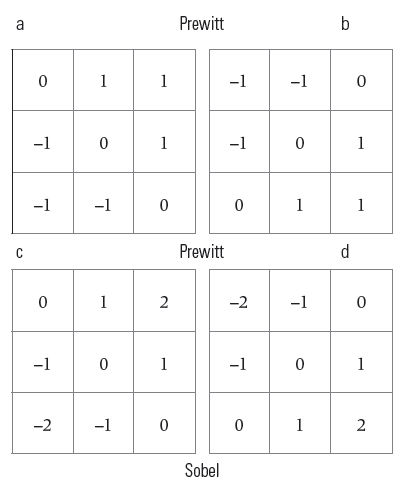 a Prewitt b
0 1 1 −1 −1 0
−1 0 1 −1 0 1
−1 −1 0 0 1 1
c Prewitt d
0 1 2 −2 −1 0
−1 0 1 −1 0 1
−2 −1 0 0 1 2
Sobel